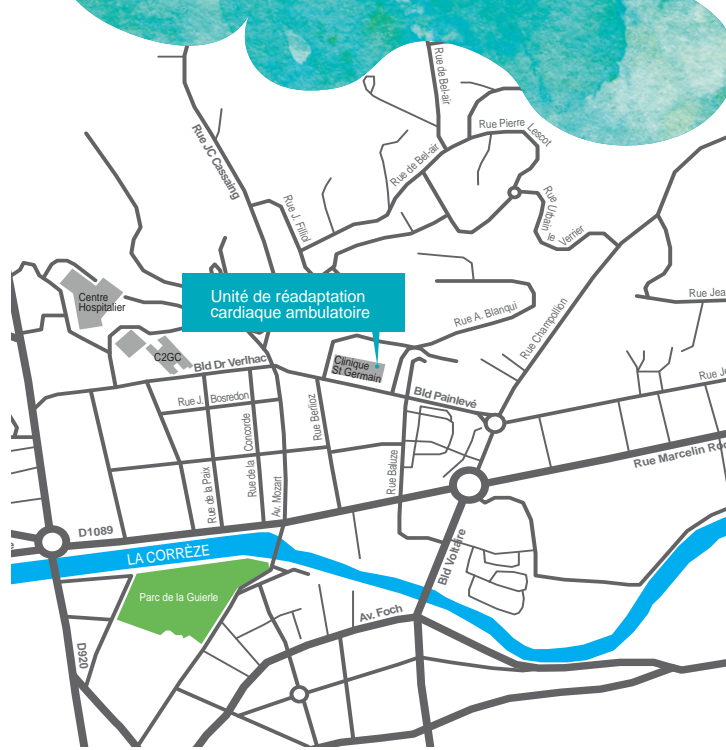 Rue de Bel-air
Rue Pierre Lescot
Rue JC Cassaing
Rue de Bel-air
Rue J. Filliol
Rue Urbain le Verrier
Centre
Hospitalier
Unité de réadaptation
cardiaque ambulatoire
Rue Jea
Rue A. Blanqui
Rue Champollion
C2GC
Bld Dr Verlhac
Clinique
St Germain
Rue J. Bosredon
Bld Painlevé
Rue Je
Rue Berlioz
Rue de la Concorde
Rue de la Paix
Av. Mozart
Rue Baluze
Rue Marcelin Roc
D1089
e
LA CORRÈZE
Bld Voltaire
Parc de la Guierle
Av. Foch
D920